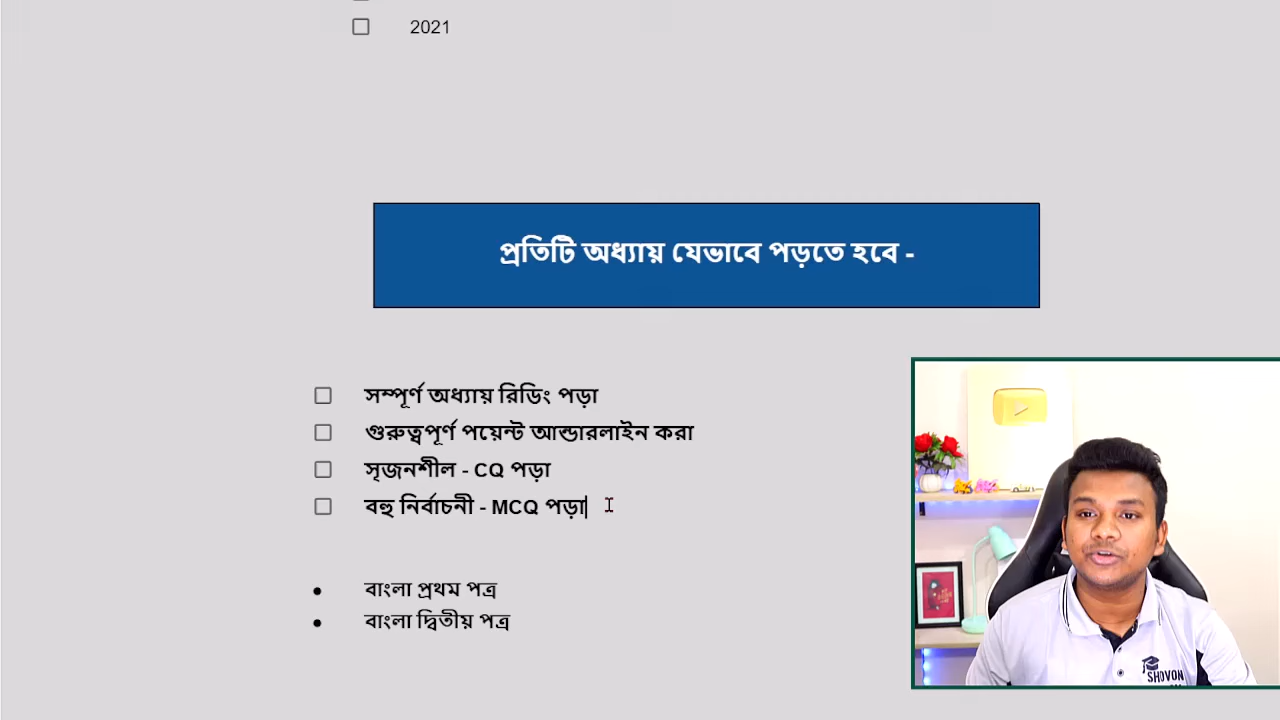 2021
প্রতিটি অধ্যায় যেভাবে পড়তে হবে -
সম্পূর্ণ অধ্যায় রিডিং পড়া
গুরুত্বপূর্ণ পয়েন্ট আন্ডারলাইন করা
সৃজনশীল - CQ পড়া
বহু নির্বাচনী - MCQ পড়া
বাংলা প্রথম পত্র
বাংলা দ্বিতীয় পত্র
SHOVON